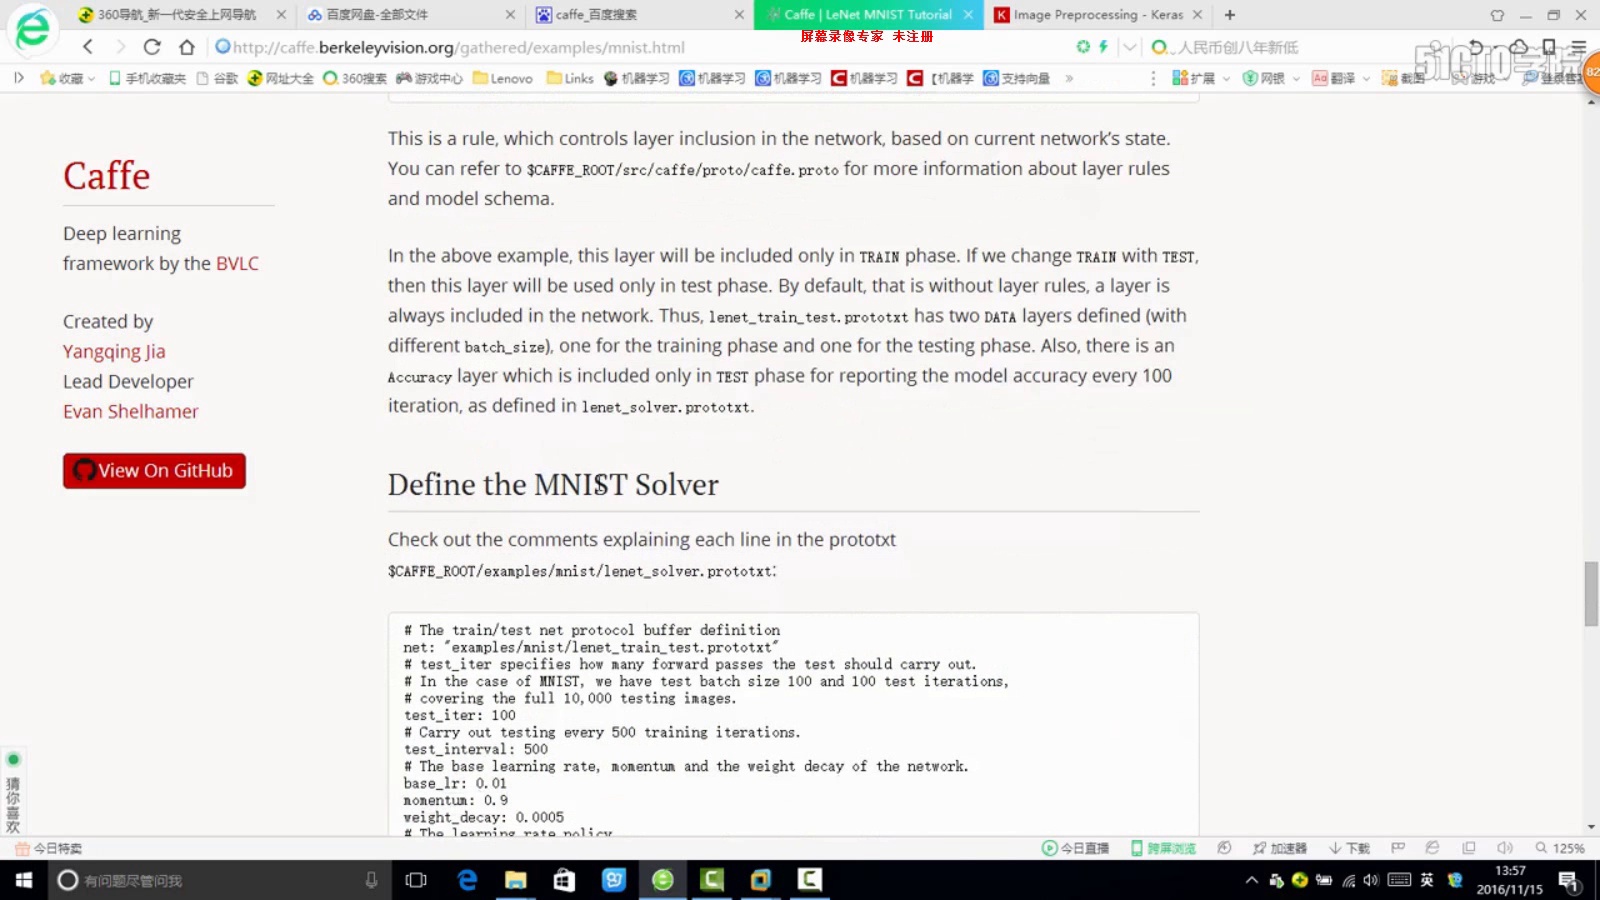 360导航_新一代安全上网导航
百度网盘-全部文件
caffe_百度搜索
Caffe | LeNet MNIST Tutorial
Image Preprocessing - Keras
屏幕录像专家 未注册
http://caffe.berkeleyvision.org/gathered/examples/mnist.html
人民币创八年新低
51CTO学院
收藏 手机收藏夹 谷歌 网址大全 360搜索 游戏中心 Lenovo Links 机器学习 机器学习 机器学习 机器学习 【机器学 支持向量 » 扩展 网银 翻译 截图 游戏
82
Caffe
Deep learning
framework by the BVLC
Created by
Yangqing Jia
Lead Developer
Evan Shelhamer
View On GitHub
This is a rule, which controls layer inclusion in the network, based on current network’s state.
You can refer to $CAFFE_ROOT/src/caffe/proto/caffe.proto for more information about layer rules
and model schema.
In the above example, this layer will be included only in TRAIN phase. If we change TRAIN with TEST,
then this layer will be used only in test phase. By default, that is without layer rules, a layer is
always included in the network. Thus, lenet_train_test.prototxt has two DATA layers defined (with
different batch_size), one for the training phase and one for the testing phase. Also, there is an
Accuracy layer which is included only in TEST phase for reporting the model accuracy every 100
iteration, as defined in lenet_solver.prototxt.
Define the MNIST Solver
Check out the comments explaining each line in the prototxt
$CAFFE_ROOT/examples/mnist/lenet_solver.prototxt:
# The train/test net protocol buffer definition
net: "examples/mnist/lenet_train_test.prototxt"
# test_iter specifies how many forward passes the test should carry out.
# In the case of MNIST, we have test batch size 100 and 100 test iterations,
# covering the full 10,000 testing images.
test_iter: 100
# Carry out testing every 500 training iterations.
test_interval: 500
# The base learning rate, momentum and the weight decay of the network.
base_lr: 0.01
momentum: 0.9
weight_decay: 0.0005
# The learning rate policy
猜你喜欢
今日特卖
今日直播 跨屏浏览 加速器 下载 125%
有问题尽管问我
英
13:57
2016/11/15
1